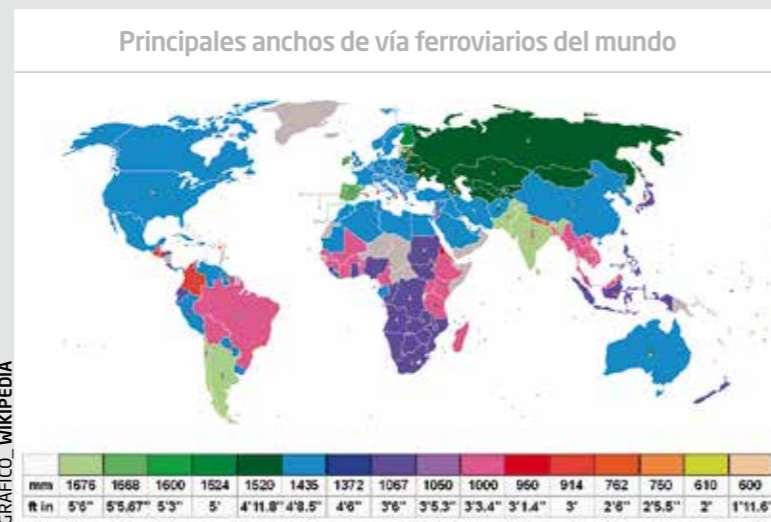 Principales anchos de vía ferroviarios del mundo
GRÁFICO_ WIKIPEDIA
mm 1676 1668 1600 1524 1520 1435 1372 1067 1050 1000 950 914 762 750 610 600
ft in 5'6" 5'5.67" 5'3" 5' 4'11.8" 4'8.5" 4'6" 3'6" 3'5.3" 3'3.4" 3'1.4" 3' 2'6" 2'5.5" 2' 1'11.6"